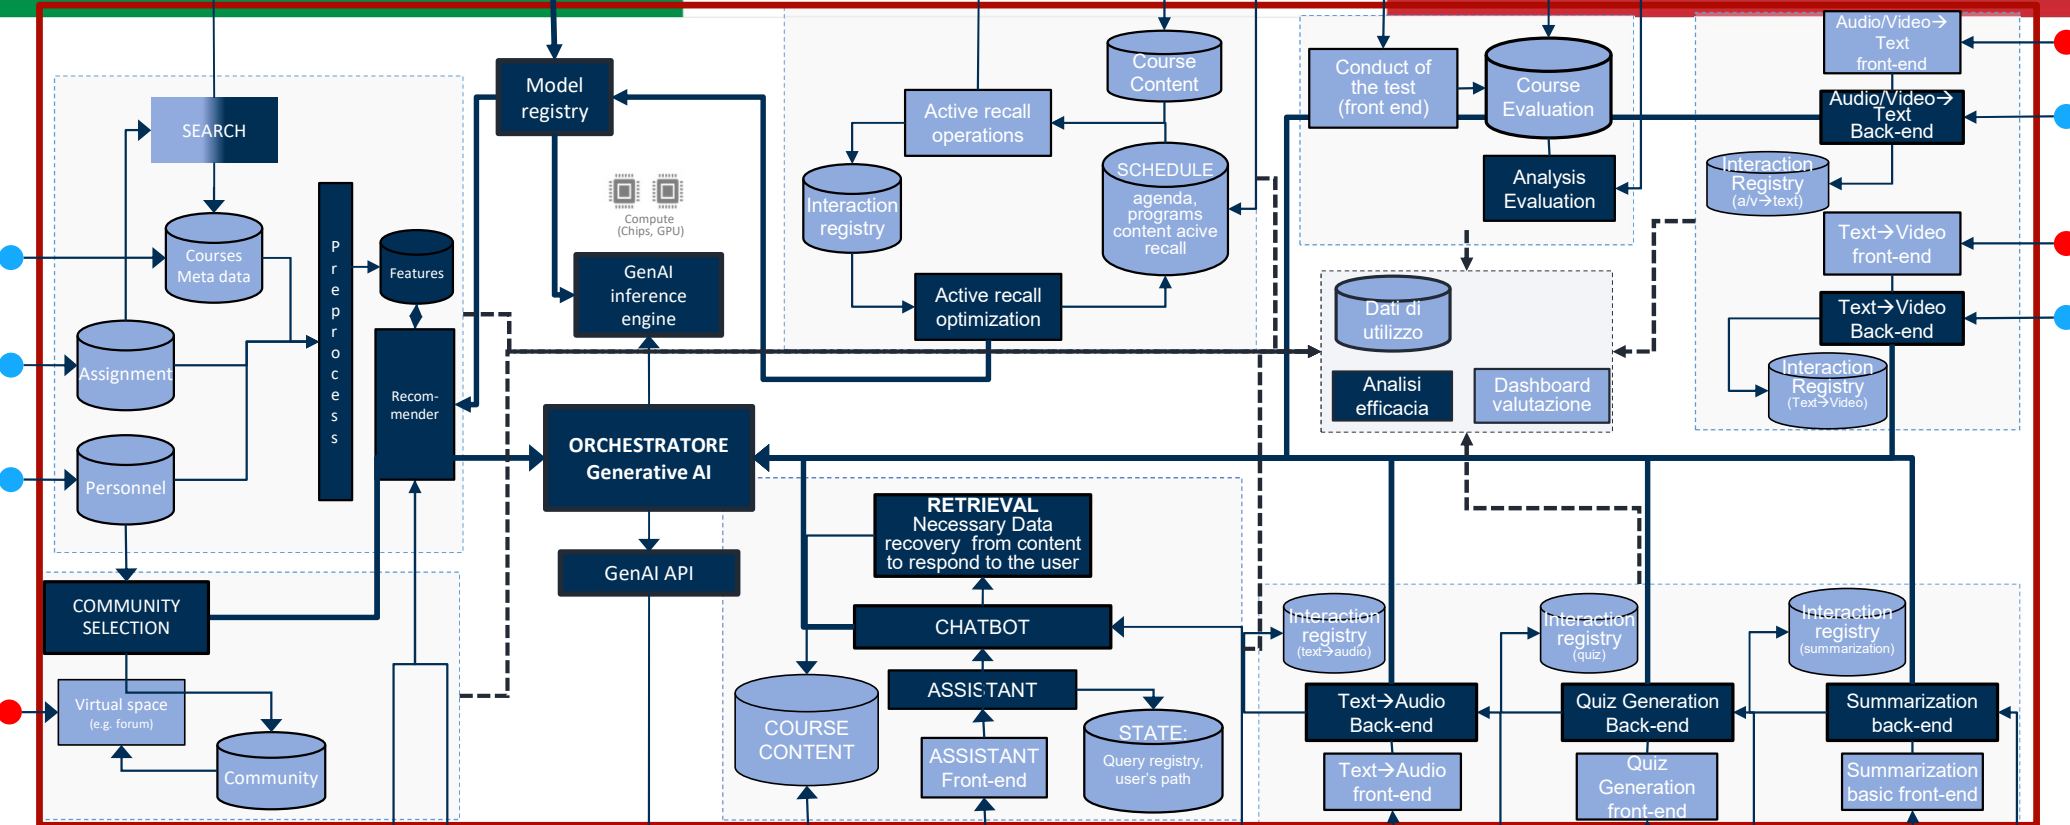 SEARCH
Courses
Meta data
Assignment
Personnel
Preprocess
Features
Recom-
mender
COMMUNITY
SELECTION
Virtual space
(e.g. forum)
Community
Model
registry
Compute
(Chips, GPU)
GenAI
inference
engine
ORCHESTRATORE
Generative AI
GenAI API
Course
Content
Active recall
operations
Interaction
registry
SCHEDULE
agenda,
programs
content acive
recall
Active recall
optimization
RETRIEVAL
Necessary Data
recovery from content
to respond to the user
CHATBOT
ASSISTANT
ASSISTANT
Front-end
COURSE
CONTENT
STATE:
Query registry,
user's path
Conduct of
the test
(front end)
Course
Evaluation
Analysis
Evaluation
Dati di
utilizzo
Analisi
efficacia
Dashboard
valutazione
Audio/Video→
Text
front-end
Audio/Video→
Text
Back-end
Interaction
Registry
(a/v→text)
Text→Video
front-end
Text→Video
Back-end
Interaction
Registry
(Text→Video)
Interaction
registry
(text→audio)
Text→Audio
Back-end
Text→Audio
front-end
Interaction
registry
(quiz)
Quiz Generation
Back-end
Quiz
Generation
front-end
Interaction
registry
(summarization)
Summarization
back-end
Summarization
basic front-end